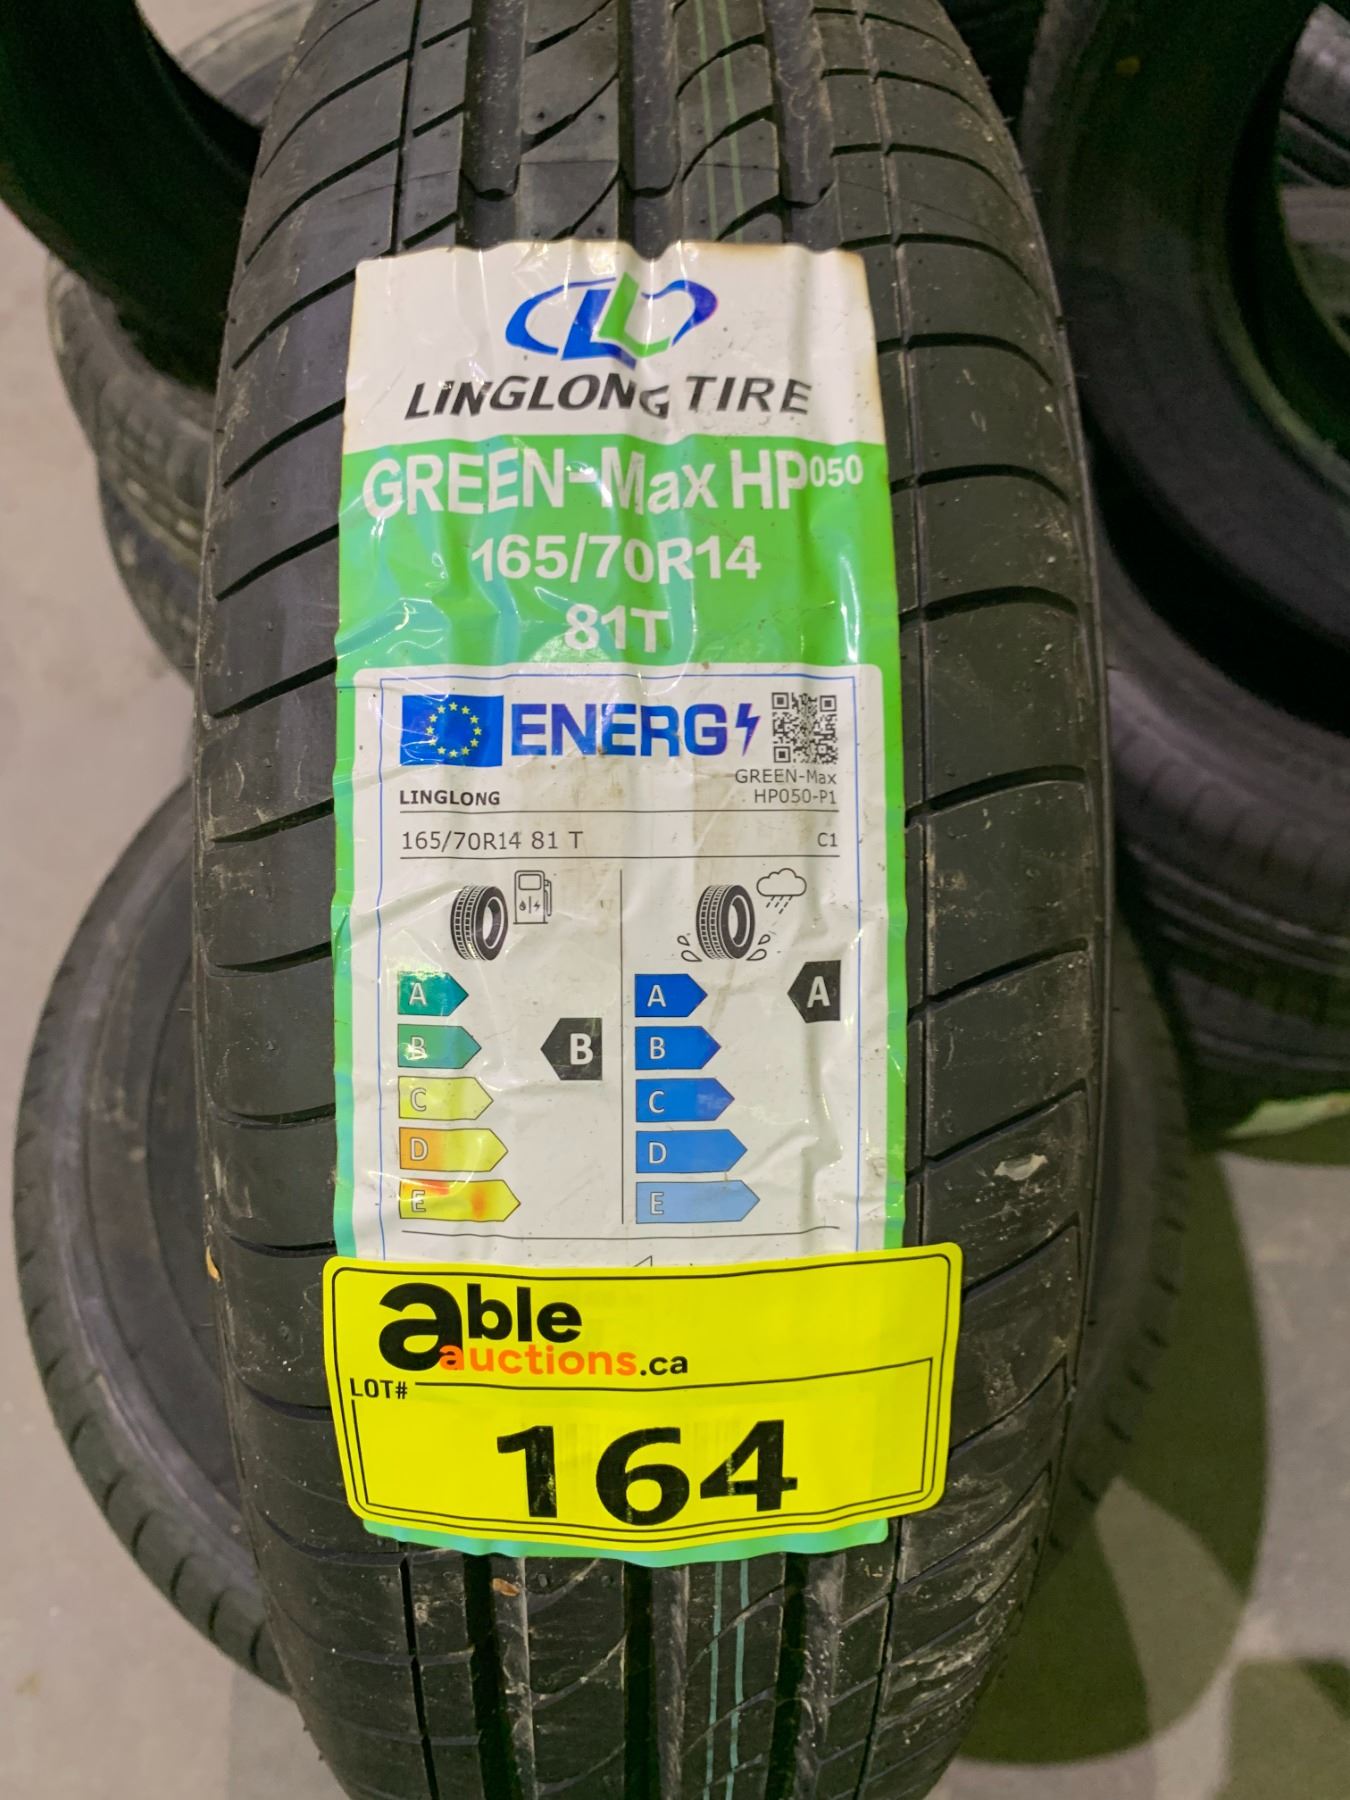 LINGLONG TIRE
GREEN-Max HP050
165/70R14
81T
ENERG
GREEN-Max
LINGLONG HP050-P1
165/70R14 81 T C1
A A A
B B B
C C
D D
E E
able
auctions.ca
LOT#
164